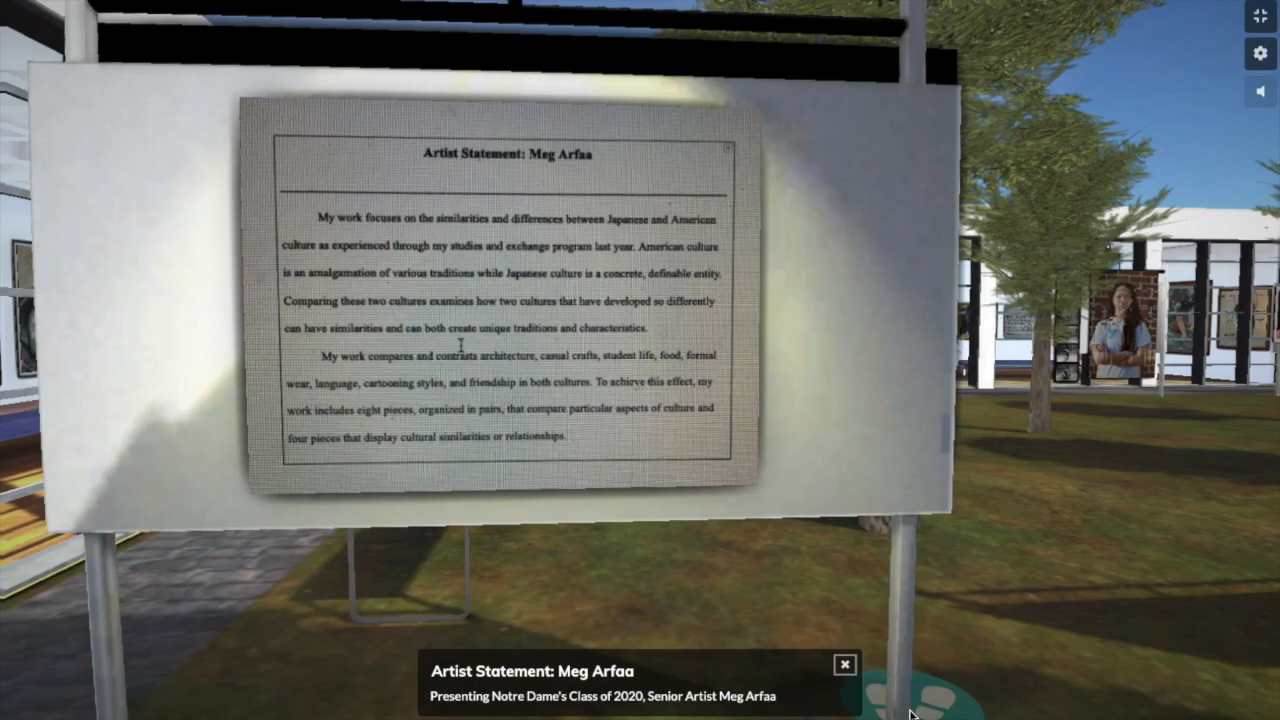 Artist Statement: Meg Arfaa
My work focuses on the similarities and differences between Japanese and American
culture as experienced through my studies and exchange program last year. American culture
is an amalgamation of various traditions while Japanese culture is a concrete, definable entity.
Comparing these two cultures examines how two cultures that have developed so differently
can have similarities and can both create unique traditions and characteristics.
My work compares and contrasts architecture, casual crafts, student life, food, formal
wear, language, cartooning styles, and friendship in both cultures. To achieve this effect, my
work includes eight pieces, organized in pairs, that compare particular aspects of culture and
four pieces that display cultural similarities or relationships.
Artist Statement: Meg Arfaa
Presenting Notre Dame's Class of 2020, Senior Artist Meg Arfaa